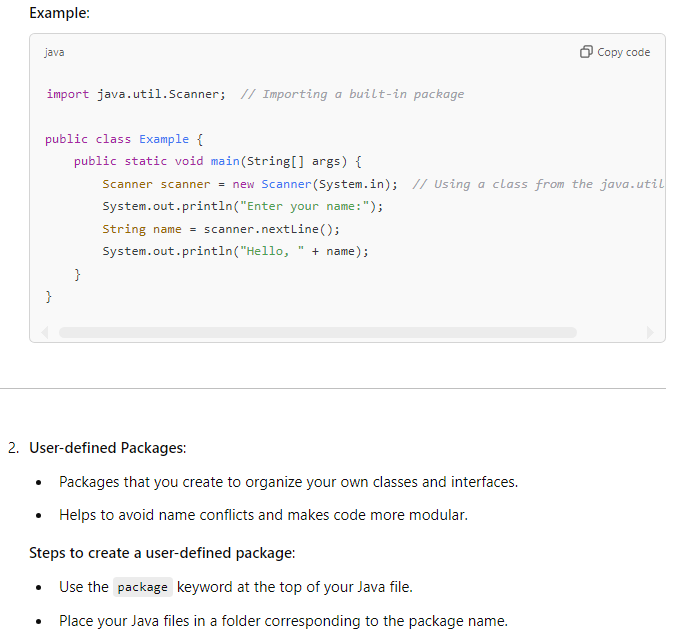 Example:
java
Copy code
import java.util.Scanner;  // Importing a built-in package
public class Example {
    public static void main(String[] args) {
        Scanner scanner = new Scanner(System.in);  // Using a class from the java.util
        System.out.println("Enter your name:");
        String name = scanner.nextLine();
        System.out.println("Hello, " + name);
    }
}
2. User-defined Packages:
• Packages that you create to organize your own classes and interfaces.
• Helps to avoid name conflicts and makes code more modular.
Steps to create a user-defined package:
• Use the package keyword at the top of your Java file.
• Place your Java files in a folder corresponding to the package name.